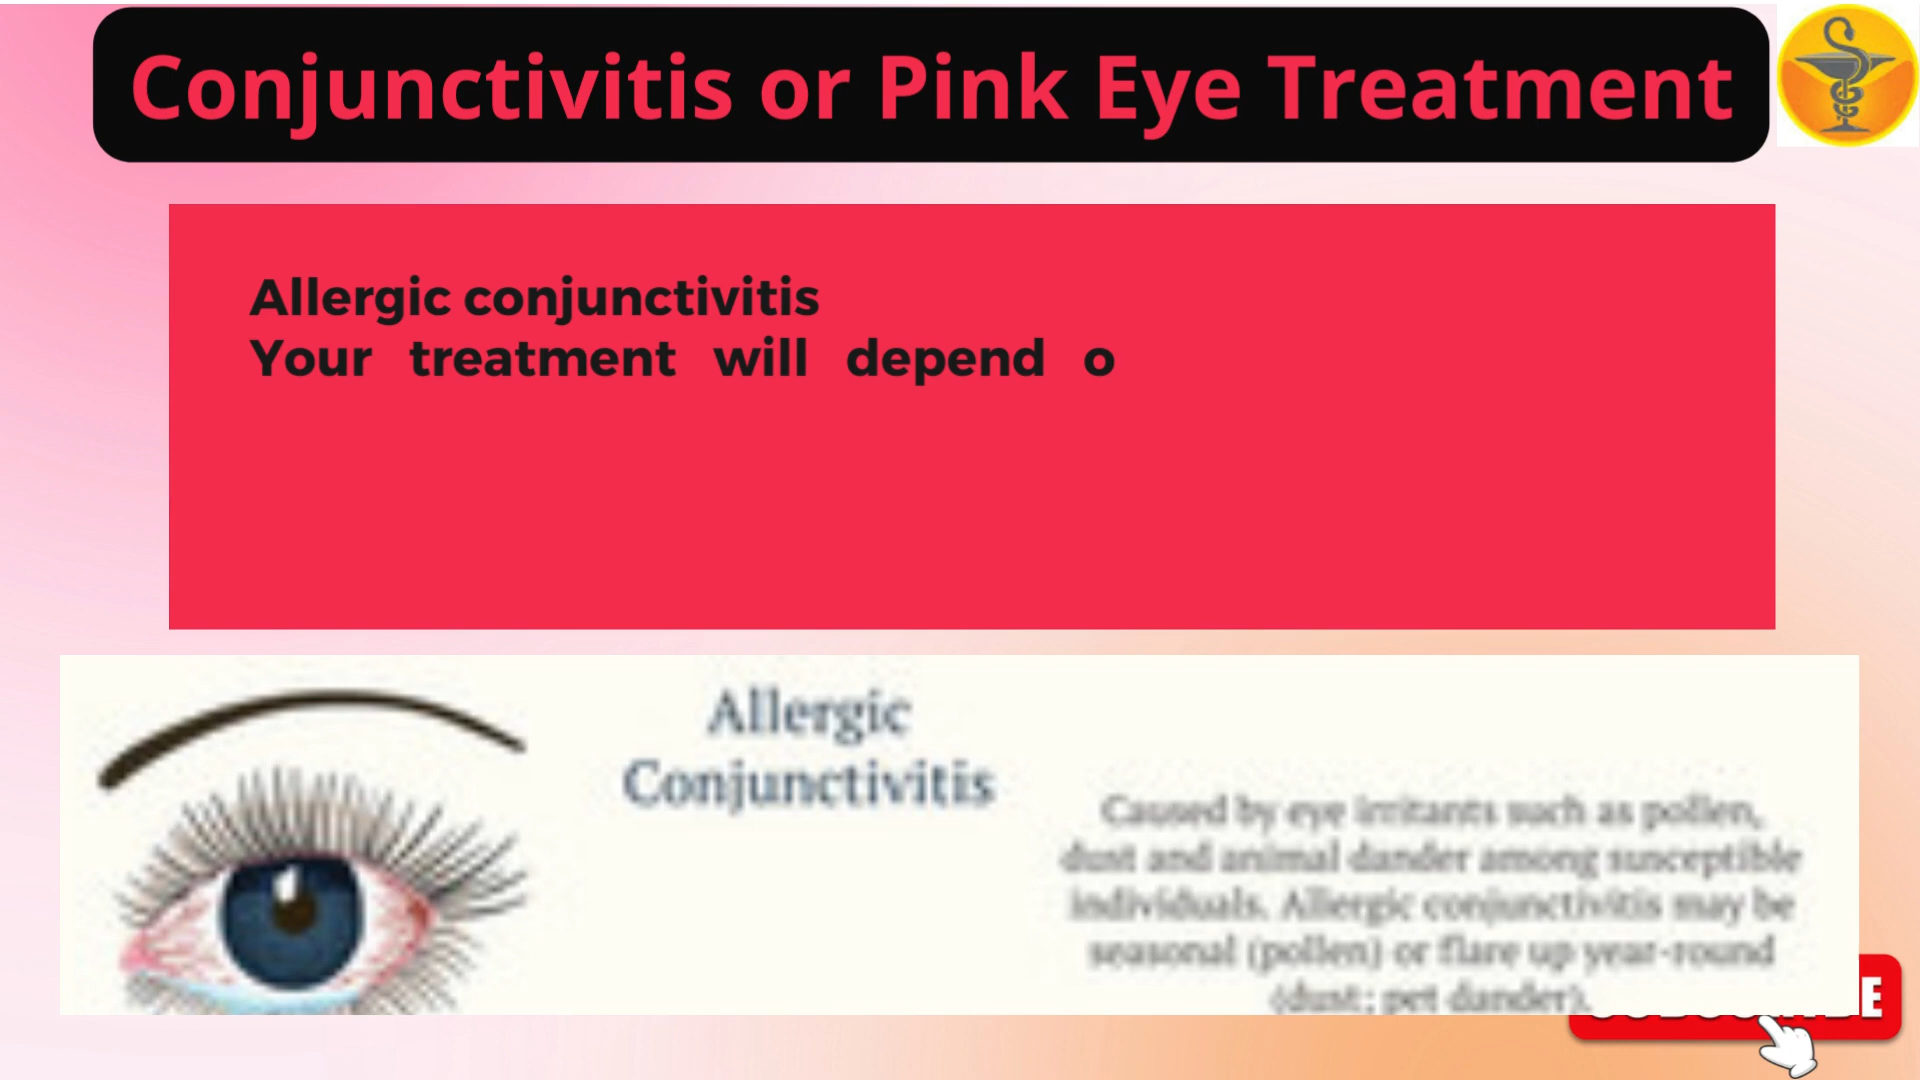 Conjunctivitis or Pink Eye Treatment
Allergic conjunctivitis
Your treatment will depend o
Allergic
Conjunctivitis
Caused by eye irritants such as pollen,
dust and animal dander among susceptible
individuals. Allergic conjunctivitis may be
seasonal (pollen) or flare up year-round
(dust; pet dander).